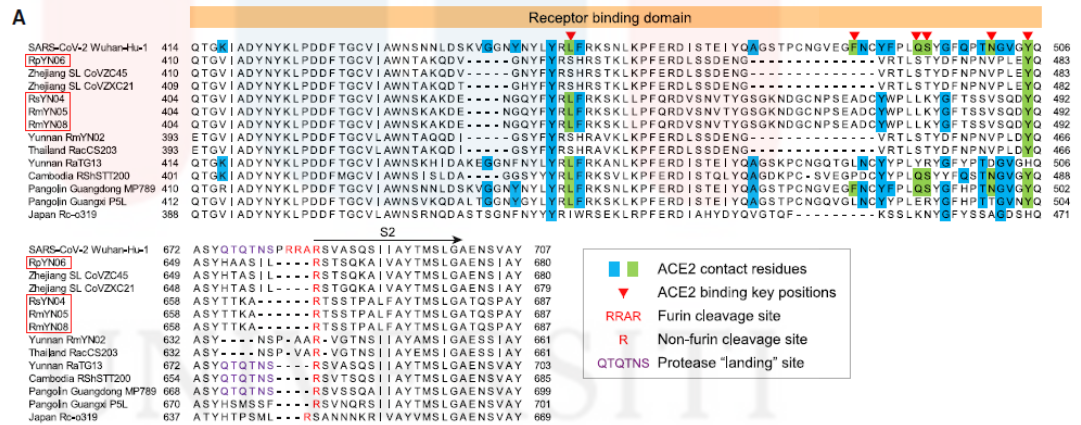 A
Receptor binding domain
SARS-CoV-2 Wuhan-Hu-1 414 QTGKIADYNYKLPDDFTGCVIAWNSNNLDSKVGGNYNYLYRLFRKSNLKPFERDISTEIYQAGSTPCNGVEGFNCYFPLQSYGFQPTNGVGYQ 506
RpYN06 410 QTGVIADYNYKLPDDFTGCVIAWNTAKQDV-----GNYFYRSHRSTKLKPFERDLSSDENG--------------VRTLSTYDFNPNVPLEYQ 483
Zhejiang SL CoVZC45 410 QTGVIADYNYKLPDDFTGCVIAWNTAKQDV-----GNYFYRSHRSTKLKPFERDLSSDENG--------------VRTLSTYDFNPNVPLEYQ 483
Zhejiang SL CoVZXC21 409 QTGVIADYNYKLPDDFTGCVIAWNTAKQDT-----GHYFYRSHRSTKLKPFERDLSSDENG--------------VRTLSTYDFNPNVPLEYQ 482
RsYN04 404 QTGVIADYNYKLPDDFTGCVIAWNSKAKDE----NGQYFYRLFRKSKLLPFQRDVSNVTYGSGKNDGCNPSEADCYWPLLKYGFTSSVSQDYQ 492
RmYN05 404 QTGVIADYNYKLPDDFTGCVIAWNSKAKDE----NGQYFYRLFRKSKLLPFQRDVSNVTYGSGKNDGCNPSEADCYWPLLKYGFTSSVSQDYQ 492
RmYN08 404 QTGVIADYNYKLPDDFTGCVIAWNSKAKDE----NGQYFYRLFRKSKLLPFQRDVSNVTYGSGKNDGCNPSEADCYWPLLKYGFTSSVSQDYQ 492
Yunnan RmYN02 393 ETGVIADYNYKLPDDFTGCVLAWNTAQQDI-----GSYFYRSHRAVKLKPFERDLSSDENG--------------VRTLSTYDFNPNVPLDYQ 466
Thailand RacCS203 393 ETGVIADYNYKLPDDFTGCVLAWNTAQQDI-----GSYFYRSHRAVKLKPFERDLSSDENG--------------VRTLSTYDFNPNVPLDYQ 466
Yunnan RaTG13 414 QTGKIADYNYKLPDDFTGCVIAWNSKHIDAKEGGNFNYLYRLFRKANLKPFERDISTEIYQAGSKPCNGQTGLNCYYPLYRYGFYPTDGVGHQ 506
Cambodia RShSTT200 401 QTGKIADYNYKLPDDFMGCVIAWNSISLDA----GGSYYYRLFRKSVLKPFERDISTQLYQAGDKPC-SVEGPDCYYPLQSYYFQSTNGVGYQ 488
Pangolin Guangdong MP789 410 QTGRIADYNYKLPDDFTGCVIAWNSNNLDSKVGGNYNYLYRLFRKSNLKPFERDISTEIYQAGSTPCNGVEGFNCYFPLQSYGFHPTNGVGYQ 502
Pangolin Guangxi P5L 412 QTGVIADYNYKLPDDFTGCVIAWNSVKQDALTGGNYGYLYRLFRKSKLKPFERDISTEIYQAGSTPCNGQVGLNCYYPLERYGFHPTTGVNYQ 504
Japan Rc-o319 388 QTGVIADYNYKLPDDFTGCVLAWNSRNQDASTSGNFNYYYRIWRSEKLRPFERDIAHYDYQVGTQF---------KSSLKNYGFYSSAGDSHQ 471
S2
SARS-CoV-2 Wuhan-Hu-1 672 ASYQTQTNSPRRARSVASQSIIAYTMSLGAENSVAY 707
RpYN06 649 ASYHAASIL----RSTSQKAIVAYTMSLGAENSIAY 680
Zhejiang SL CoVZC45 649 ASYHTASIL----RSTSQKAIVAYTMSLGAENSIAY 680
Zhejiang SL CoVZXC21 648 ASYHTASIL----RSTGQKAIVAYTMSLGAENSIAY 679
RsYN04 658 ASYTTKA------RTSSTPALFAYTMSLGATQSPAY 687
RmYN05 658 ASYTTKA------RTSSTPALFAYTMSLGATQSPAY 687
RmYN08 658 ASYTTKA------RTSSTPALFAYTMSLGATQSPAY 687
Yunnan RmYN02 632 ASY----NSP-AAR-VGTNSIIAYAMSLGAESSIAY 661
Thailand RacCS203 632 ASY----NSP-VAR-VGTNSIIAYEMSLGAESSIAY 661
Yunnan RaTG13 672 ASYQTQTNS----RSVASQSIIAYTMSLGAENSVAY 703
Cambodia RShSTT200 654 ASYQTQTNS----RSVTSQSIIAYTMSLGAENSVAY 685
Pangolin Guangdong MP789 668 ASYQTQTNS----RSVSSQAIIAYTMSLGAENSVAY 699
Pangolin Guangxi P5L 670 ASYHSMSSF----RSVNQRSIIAYTMSLGAENSVAY 701
Japan Rc-o319 637 ATYHTPSML---RSANNNKRIVAYVMSLGAENSVAY 669
ACE2 contact residues
ACE2 binding key positions
RRAR Furin cleavage site
R Non-furin cleavage site
QTQTNS Protease "landing" site